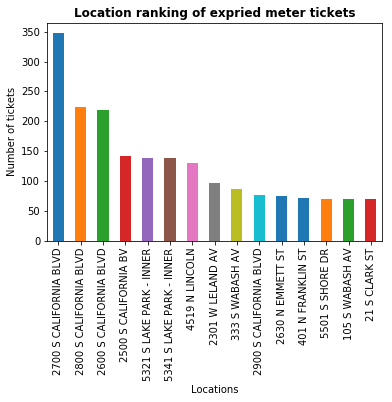 Location ranking of expried meter tickets
Number of tickets
350
300
250
200
150
100
50
0
2700 S CALIFORNIA BLVD
2800 S CALIFORNIA BLVD
2600 S CALIFORNIA BLVD
2500 S CALIFORNIA BV
5321 S LAKE PARK - INNER
5341 S LAKE PARK - INNER
4519 N LINCOLN
2301 W LELAND AV
333 S WABASH AV
2900 S CALIFORNIA BLVD
2630 N EMMETT ST
401 N FRANKLIN ST
5501 S SHORE DR
105 S WABASH AV
21 S CLARK ST
Locations